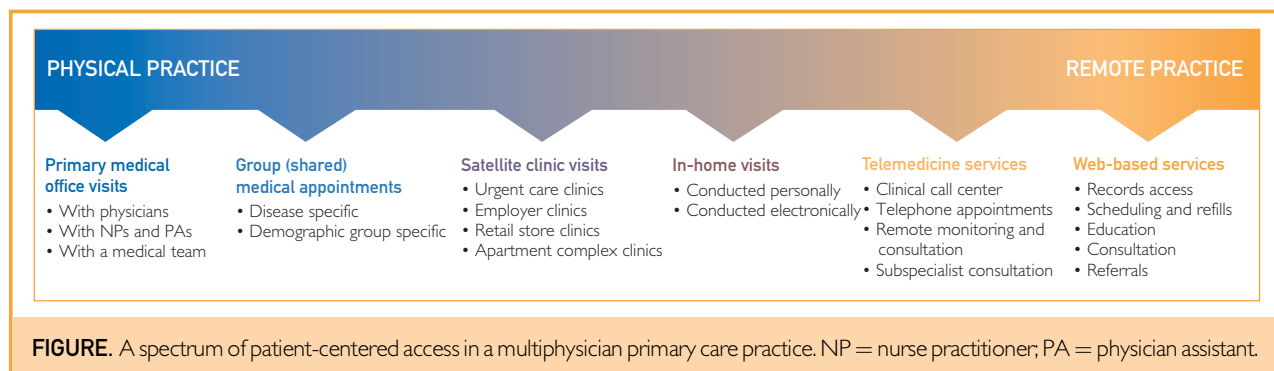 PHYSICAL PRACTICE
REMOTE PRACTICE
Primary medical
office visits
• With physicians
• With NPs and PAs
• With a medical team
Group (shared)
medical appointments
• Disease specific
• Demographic group specific
Satellite clinic visits
• Urgent care clinics
• Employer clinics
• Retail store clinics
• Apartment complex clinics
In-home visits
• Conducted personally
• Conducted electronically
Telemedicine services
• Clinical call center
• Telephone appointments
• Remote monitoring and
consultation
• Subspecialist consultation
Web-based services
• Records access
• Scheduling and refills
• Education
• Consultation
• Referrals
FIGURE. A spectrum of patient-centered access in a multiphysician primary care practice. NP = nurse practitioner; PA = physician assistant.